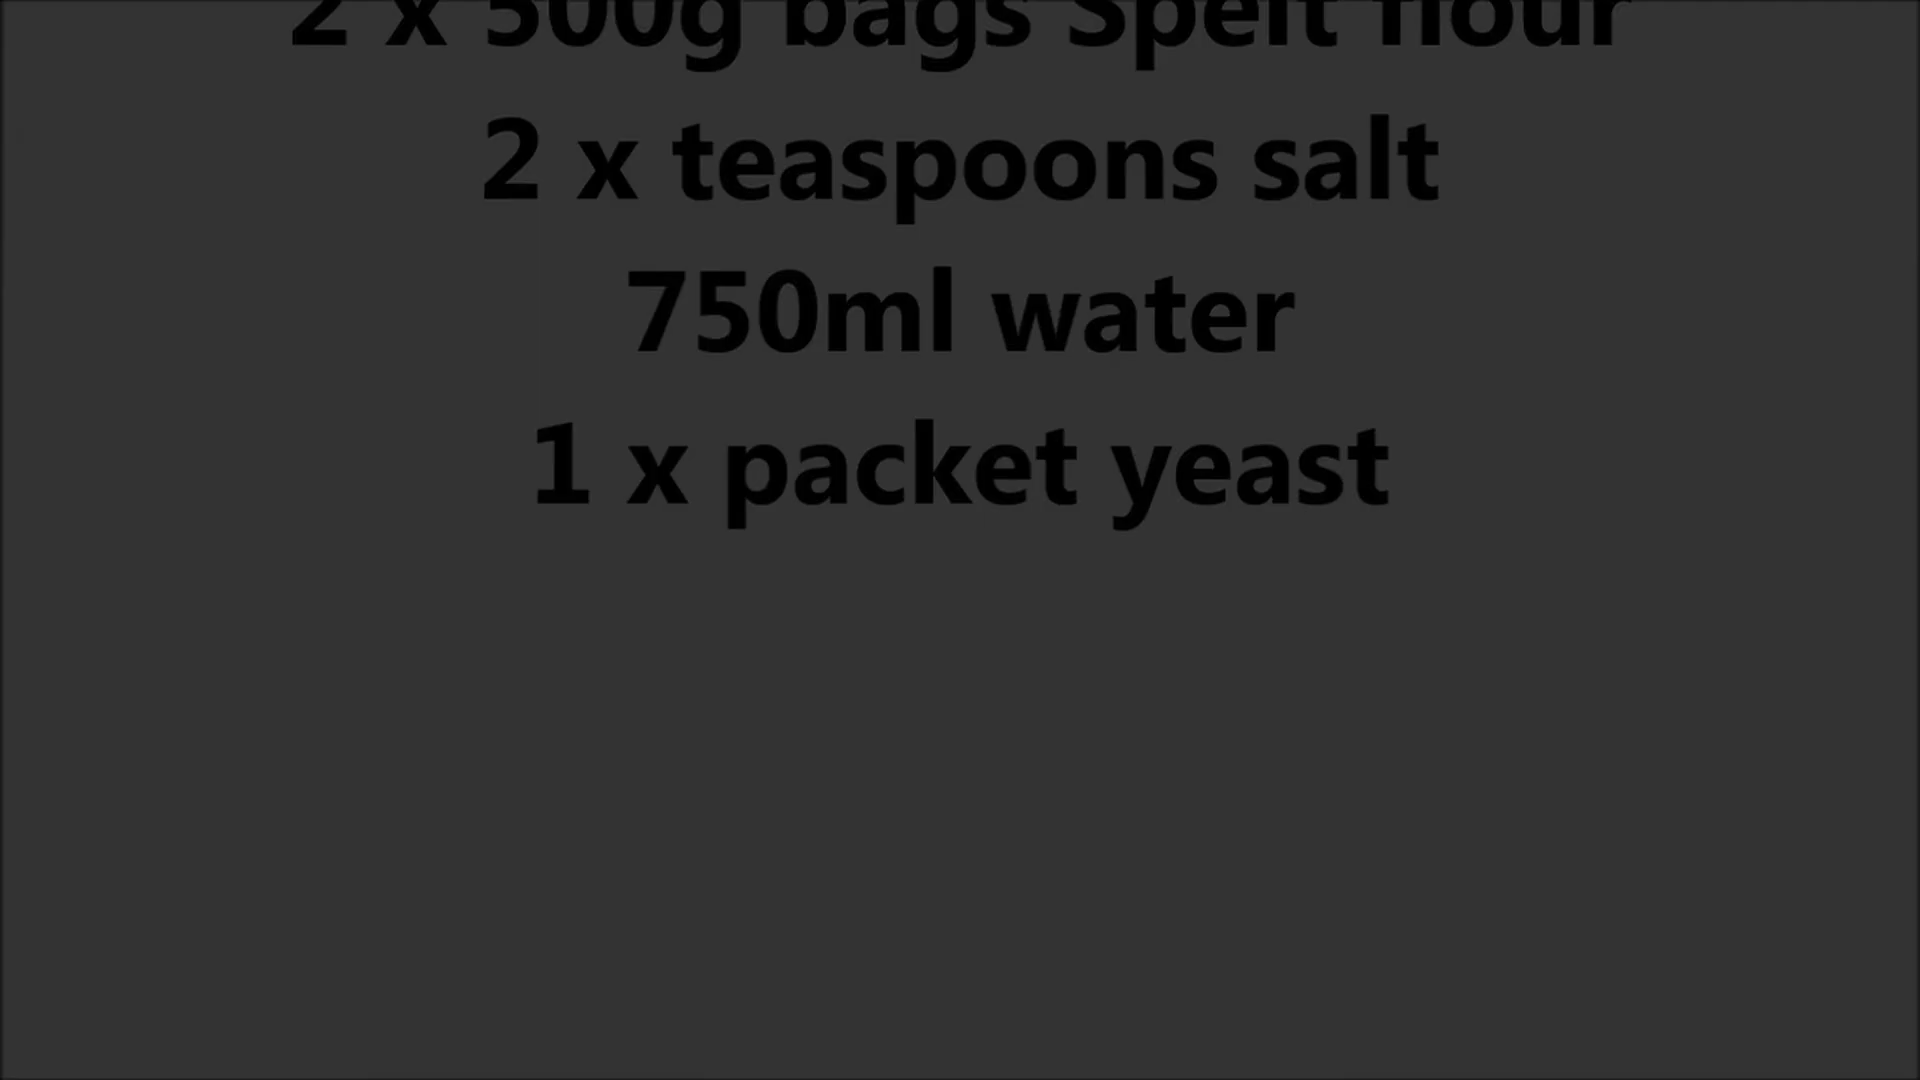 2 x 500g bags Spelt flour
2 x teaspoons salt
750ml water
1 x packet yeast